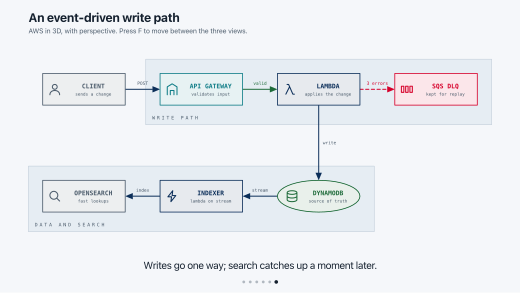 An event-driven write path
AWS in 3D, with perspective. Press F to move between the three views.
CLIENT
sends a change
POST
API GATEWAY
validates input
valid
LAMBDA
applies the change
3 errors
SQS DLQ
kept for replay
WRITE PATH
write
OPENSEARCH
fast lookups
index
INDEXER
lambda on stream
stream
DYNAMODB
source of truth
DATA AND SEARCH
Writes go one way; search catches up a moment later.